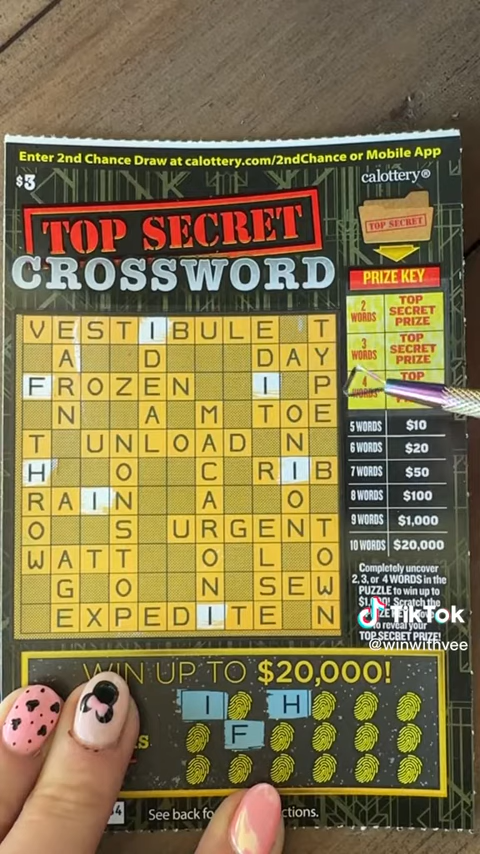 Enter 2nd Chance Draw at calottery.com/2ndChance or Mobile App
$3
calottery®
TOP SECRET
CROSSWORD
TOP SECRET
PRIZE KEY
2 WORDS TOP SECRET PRIZE
3 WORDS TOP SECRET PRIZE
TOP
5 WORDS $10
6 WORDS $20
7 WORDS $50
8 WORDS $100
9 WORDS $1,000
10 WORDS $20,000
VESTIBULE T
A D DAY
FROZEN I P
N A M TOE
T UNLOAD N
H O C RIB
RAIN A O
O S URGENT
WATT O L O
G O N SEW
EXPEDITE N
Completely uncover
2, 3, or 4 WORDS in the
PUZZLE to win up to
TOP SECRET PRIZE!
TikTok
@winwithvee
WIN UP TO $20,000!
I H
F
See back